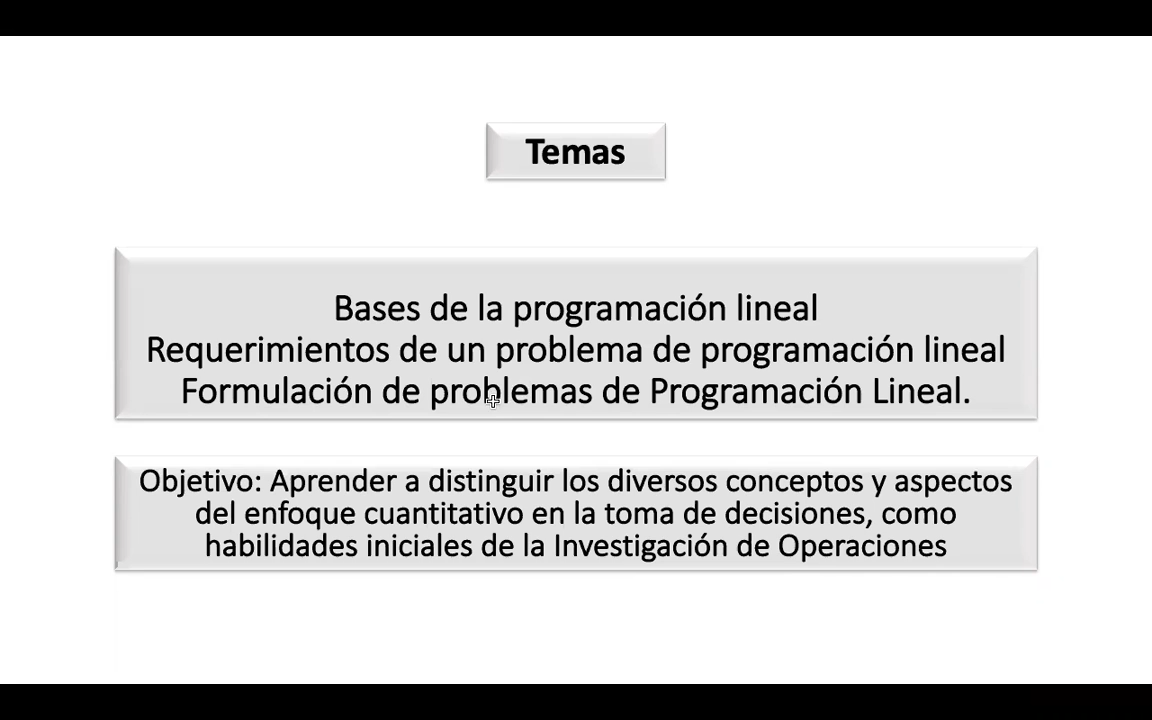 Temas
Bases de la programación lineal
Requerimientos de un problema de programación lineal
Formulación de problemas de Programación Lineal.
Objetivo: Aprender a distinguir los diversos conceptos y aspectos
del enfoque cuantitativo en la toma de decisiones, como
habilidades iniciales de la Investigación de Operaciones